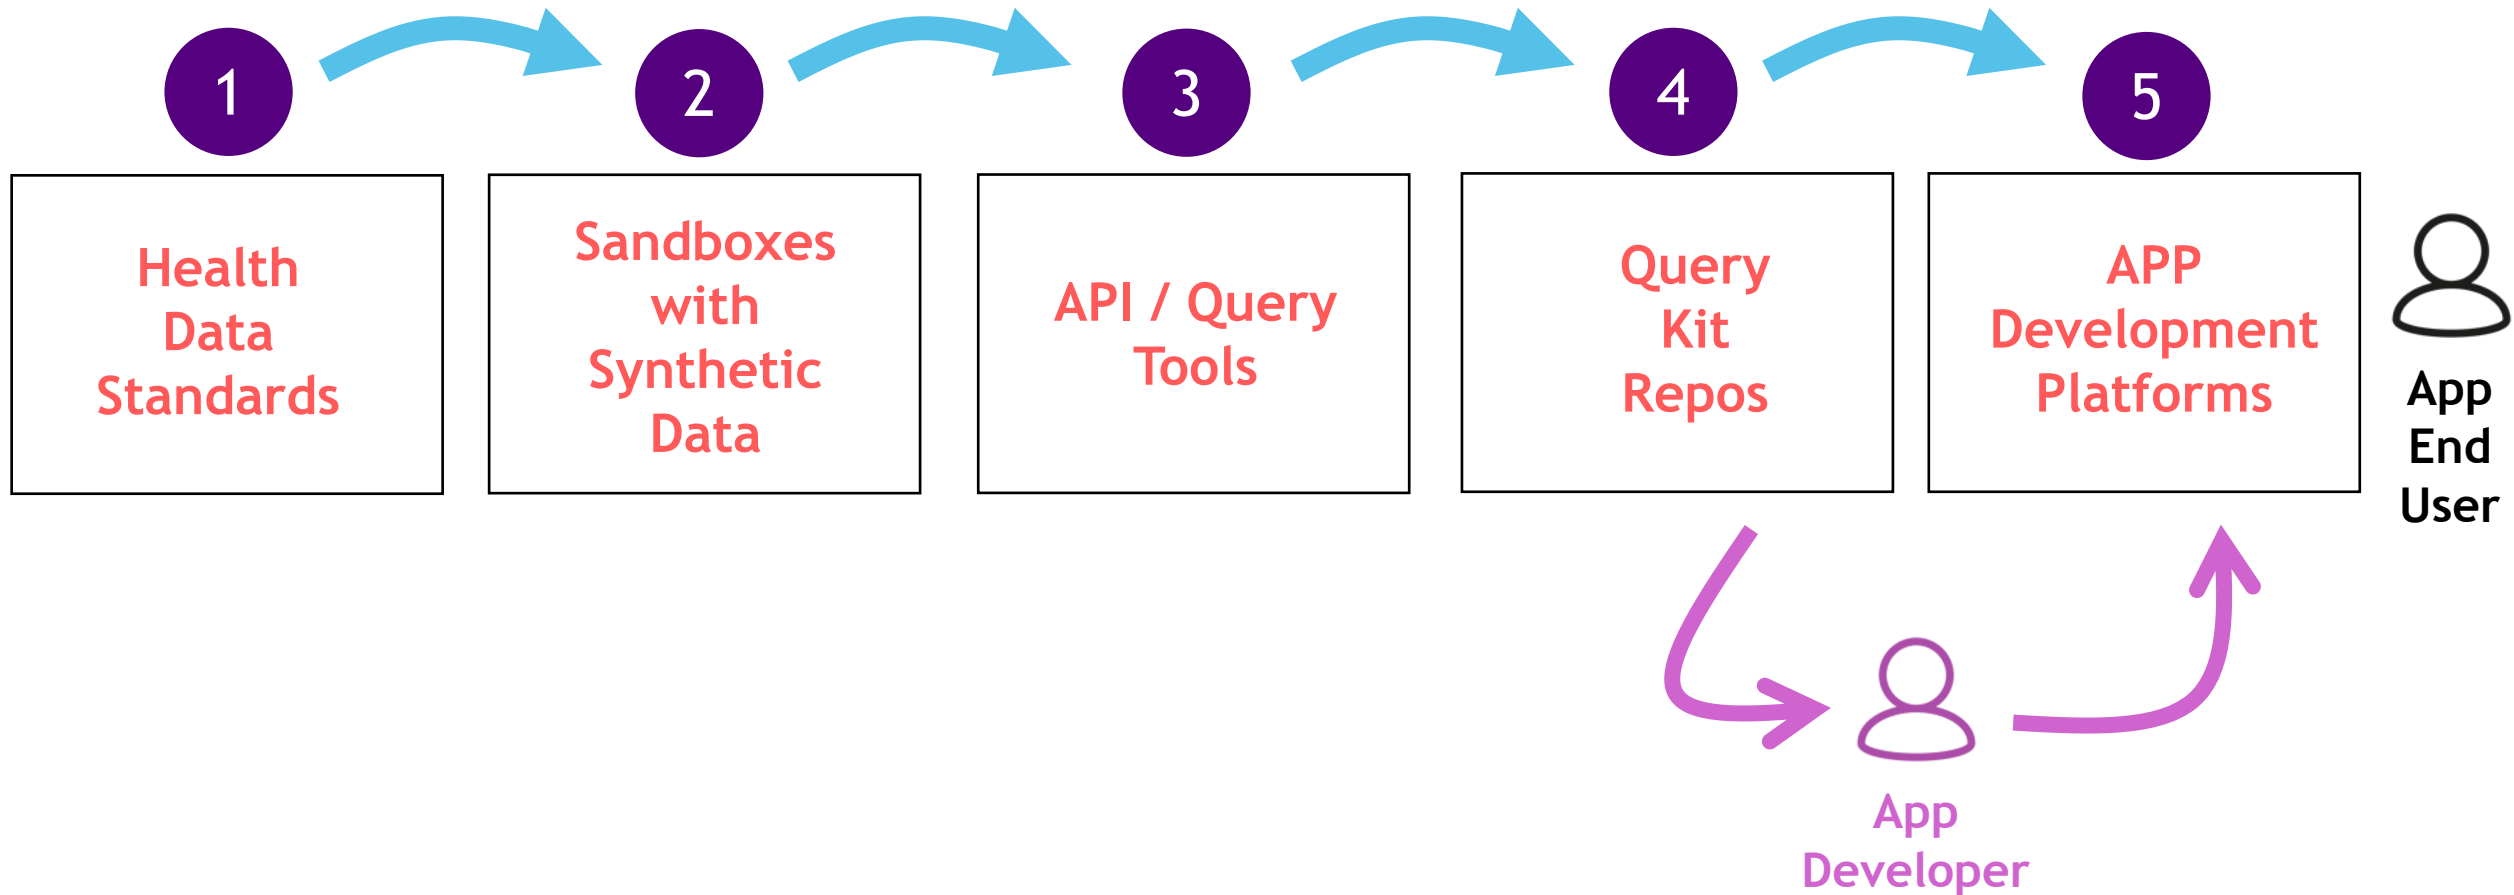 1
2
3
4
5
Health
Data
Standards
Sandboxes
with
Synthetic
Data
API / Query
Tools
Query
Kit
Repos
APP
Development
Platforms
App
End
User
App
Developer